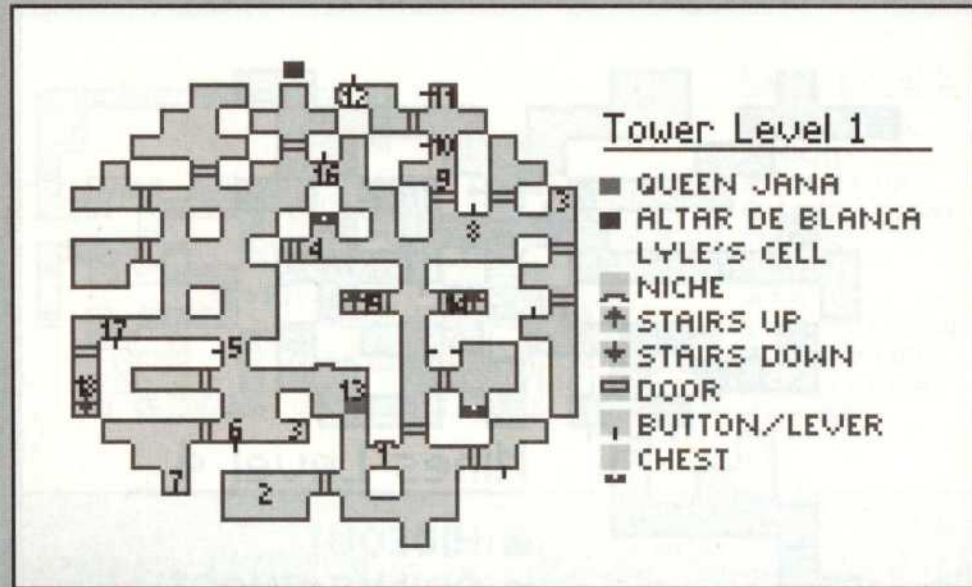 Tower Level 1
QUEEN JANA
ALTAR DE BLANCA
LYLE'S CELL
NICHE
STAIRS UP
STAIRS DOWN
DOOR
BUTTON/LEVER
CHEST
12
11
10
16
9
3
8
4
17
5
18
13
6
3
1
7
2